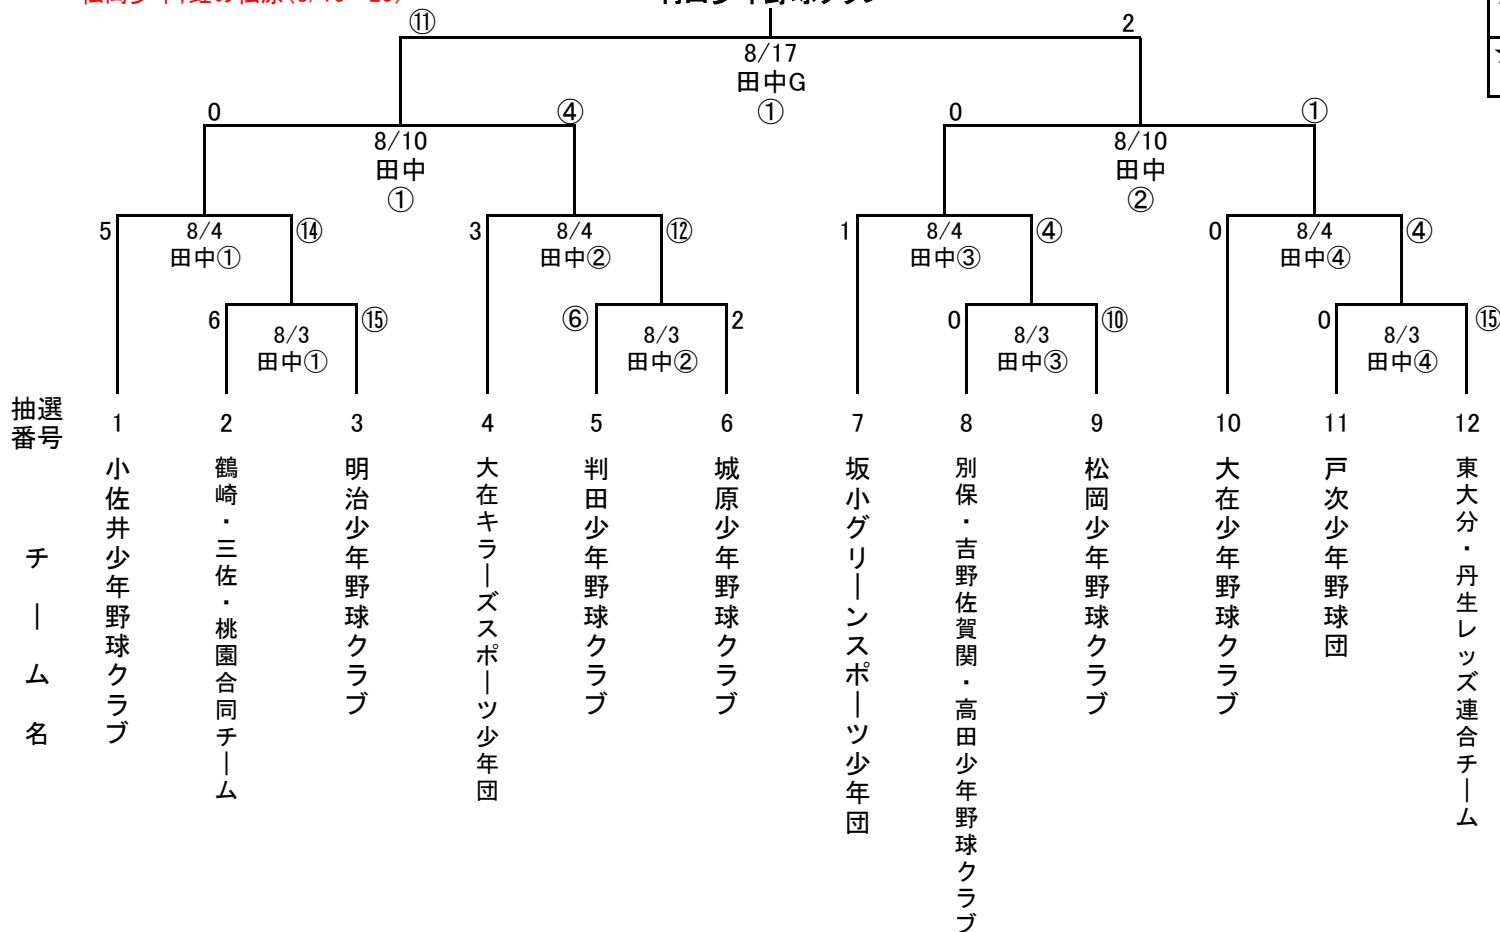 ⑪ 2
8/17
田中G
①
0 ④ 0 ①
8/10 8/10
田中 田中
① ②
5 8/4 ⑭ 3 8/4 ⑫ 1 8/4 ④ 0 8/4 ④
田中① 田中② 田中③ 田中④
6 8/3 ⑮ ⑥ 8/3 2 0 8/3 ⑩ 0 8/3 ⑮
田中① 田中② 田中③ 田中④
抽選
番号
1 2 3 4 5 6 7 8 9 10 11 12
チーム名
小佐井少年野球クラブ
鶴崎・三佐・桃園合同チーム
明治少年野球クラブ
大在キラーズスポーツ少年団
判田少年野球クラブ
城原少年野球クラブ
坂小グリーンスポーツ少年団
別保・吉野佐賀関・高田少年野球クラブ
松岡少年野球クラブ
大在少年野球クラブ
戸次少年野球団
東大分・丹生レッズ連合チーム